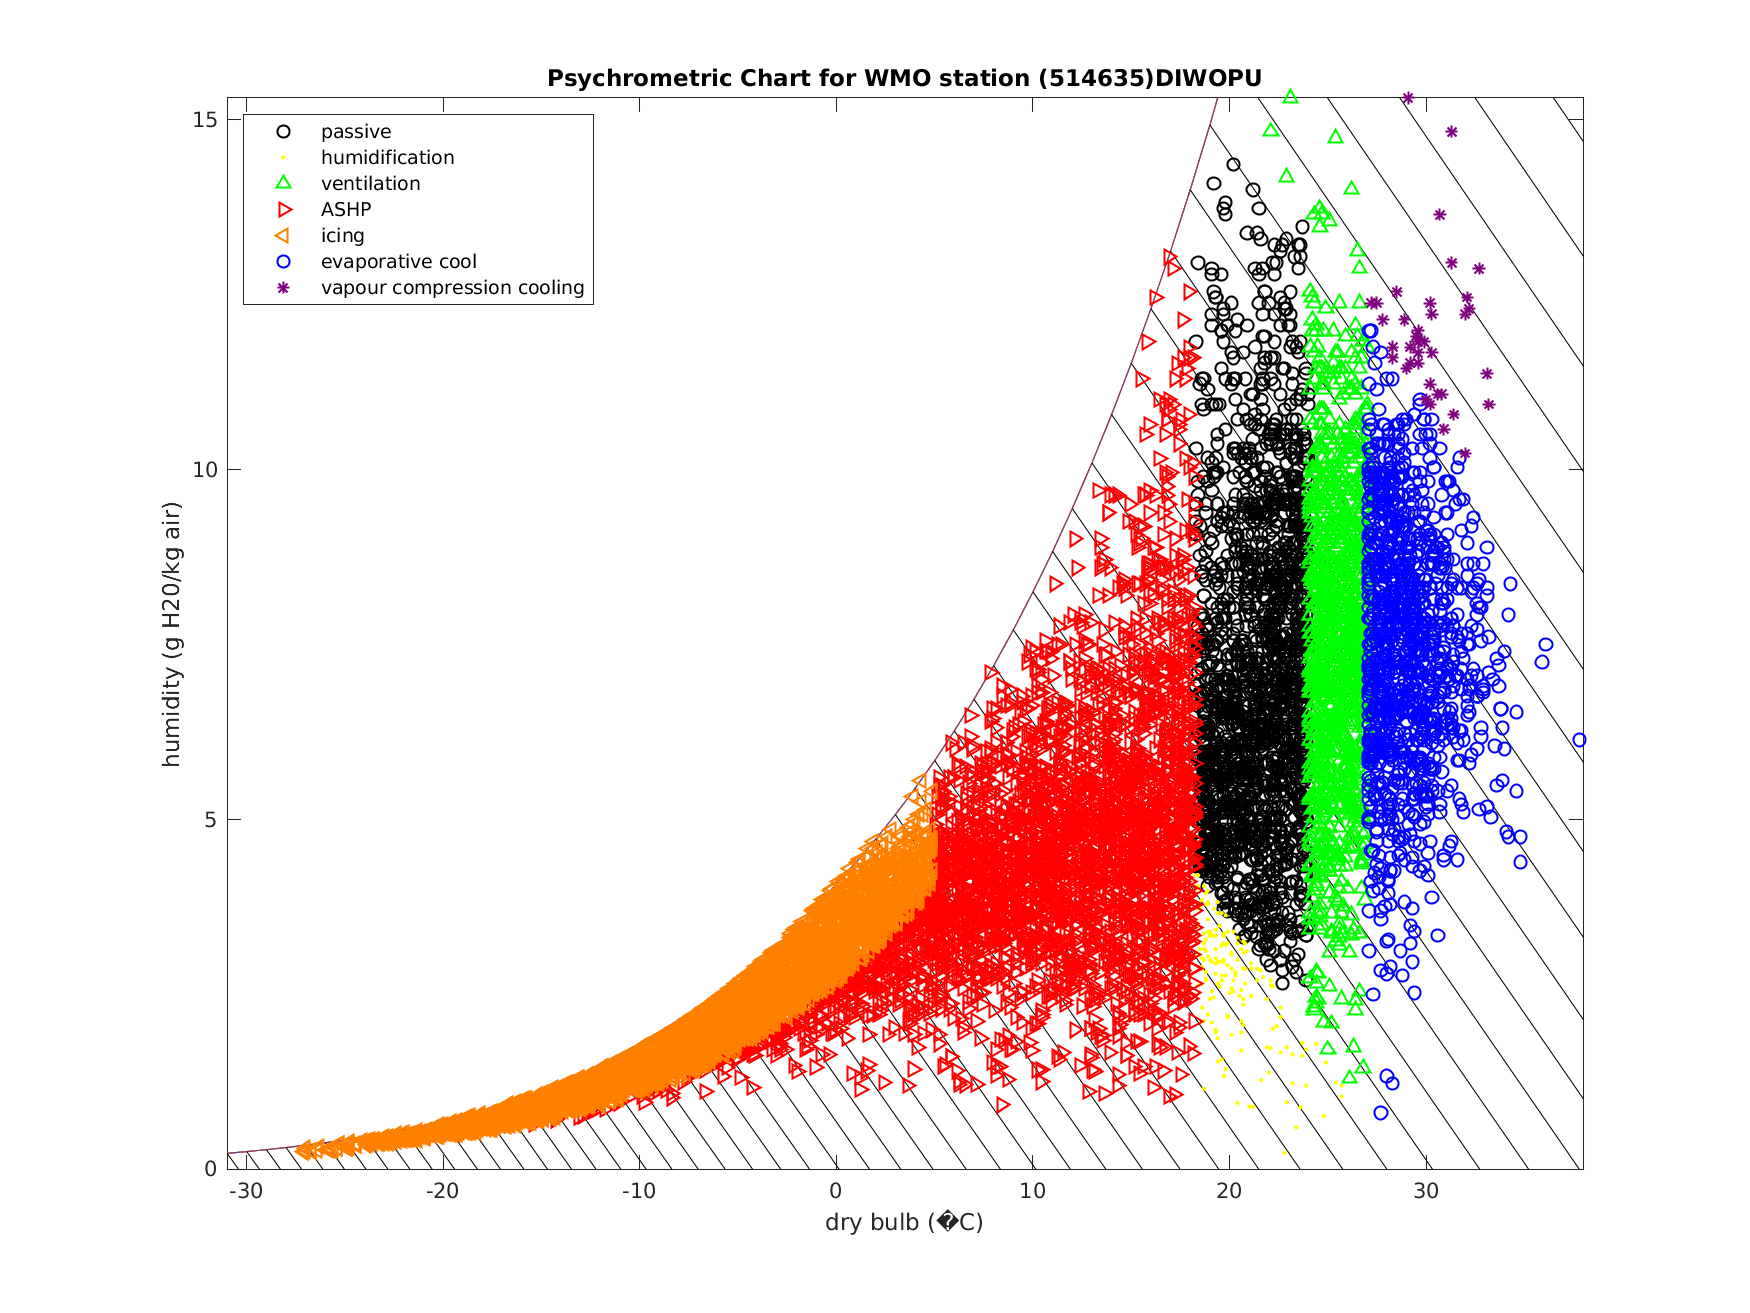 Psychrometric Chart for WMO station (514635)DIWOPU
passive
humidification
ventilation
ASHP
icing
evaporative cool
vapour compression cooling
15
10
5
0
humidity (g H20/kg air)
-30 -20 -10 0 10 20 30
dry bulb (�C)